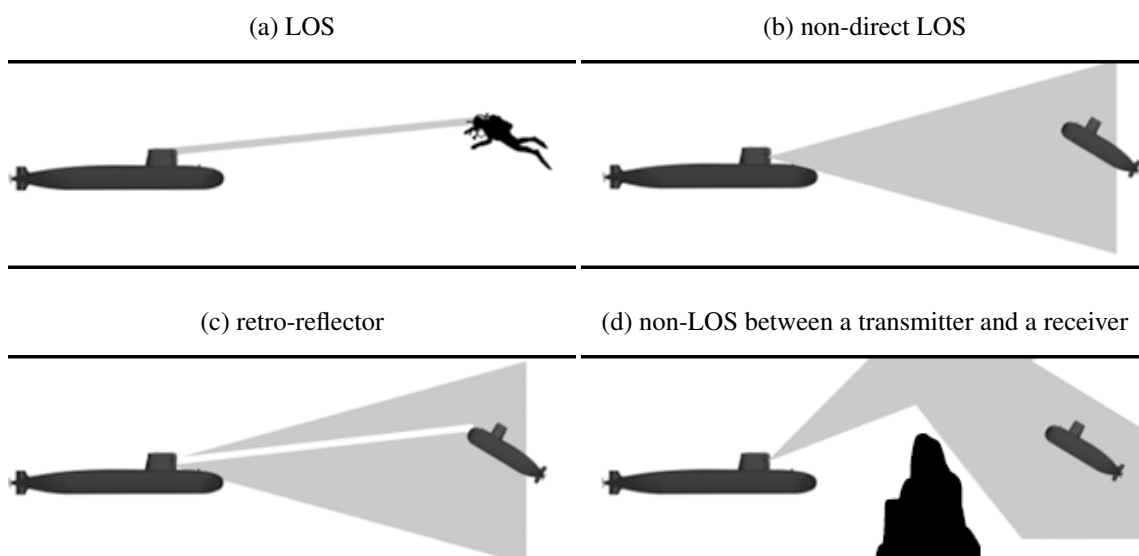 (a) LOS
(b) non-direct LOS
(c) retro-reflector
(d) non-LOS between a transmitter and a receiver